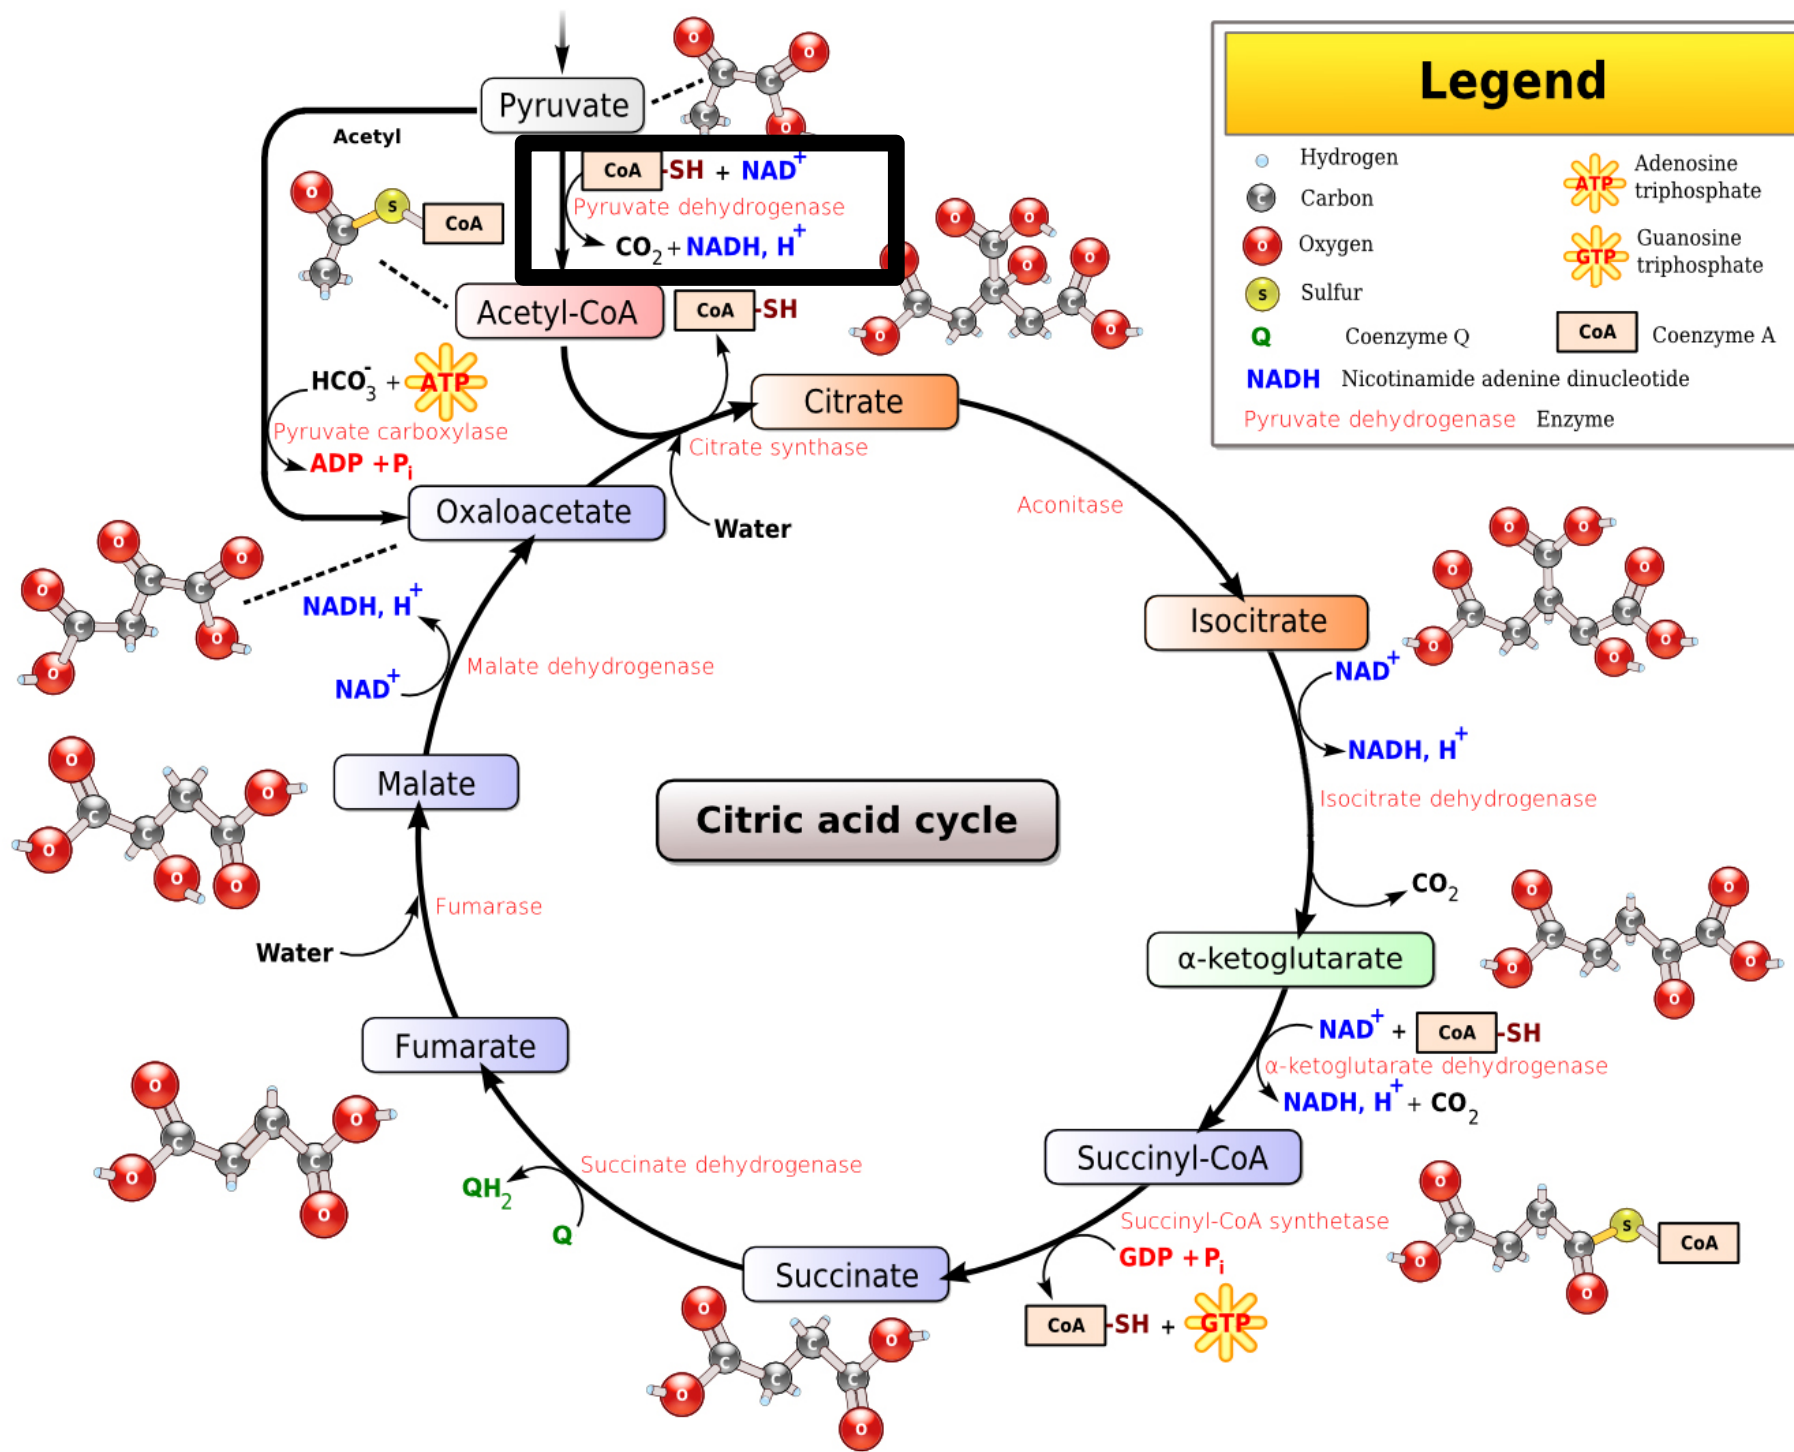 Pyruvate
Acetyl
CoA -SH + NAD+
Pyruvate dehydrogenase
CO2 + NADH, H+
S CoA
Acetyl-CoA
CoA -SH
HCO3- + ATP
Pyruvate carboxylase
ADP + Pi
Citrate
Citrate synthase
Oxaloacetate
Water
Aconitase
Isocitrate
NAD+
NADH, H+
Isocitrate dehydrogenase
CO2
α-ketoglutarate
NAD+ + CoA -SH
α-ketoglutarate dehydrogenase
NADH, H+ + CO2
Succinyl-CoA
S CoA
Succinyl-CoA synthetase
GDP + Pi
CoA -SH + GTP
Succinate
Succinate dehydrogenase
QH2
Q
Fumarate
Fumarase
Water
Malate
Malate dehydrogenase
NAD+
NADH, H+
Citric acid cycle
Legend
Hydrogen
C Carbon
O Oxygen
S Sulfur
Q Coenzyme Q
ATP Adenosine
triphosphate
GTP Guanosine
triphosphate
CoA Coenzyme A
NADH Nicotinamide adenine dinucleotide
Pyruvate dehydrogenase Enzyme